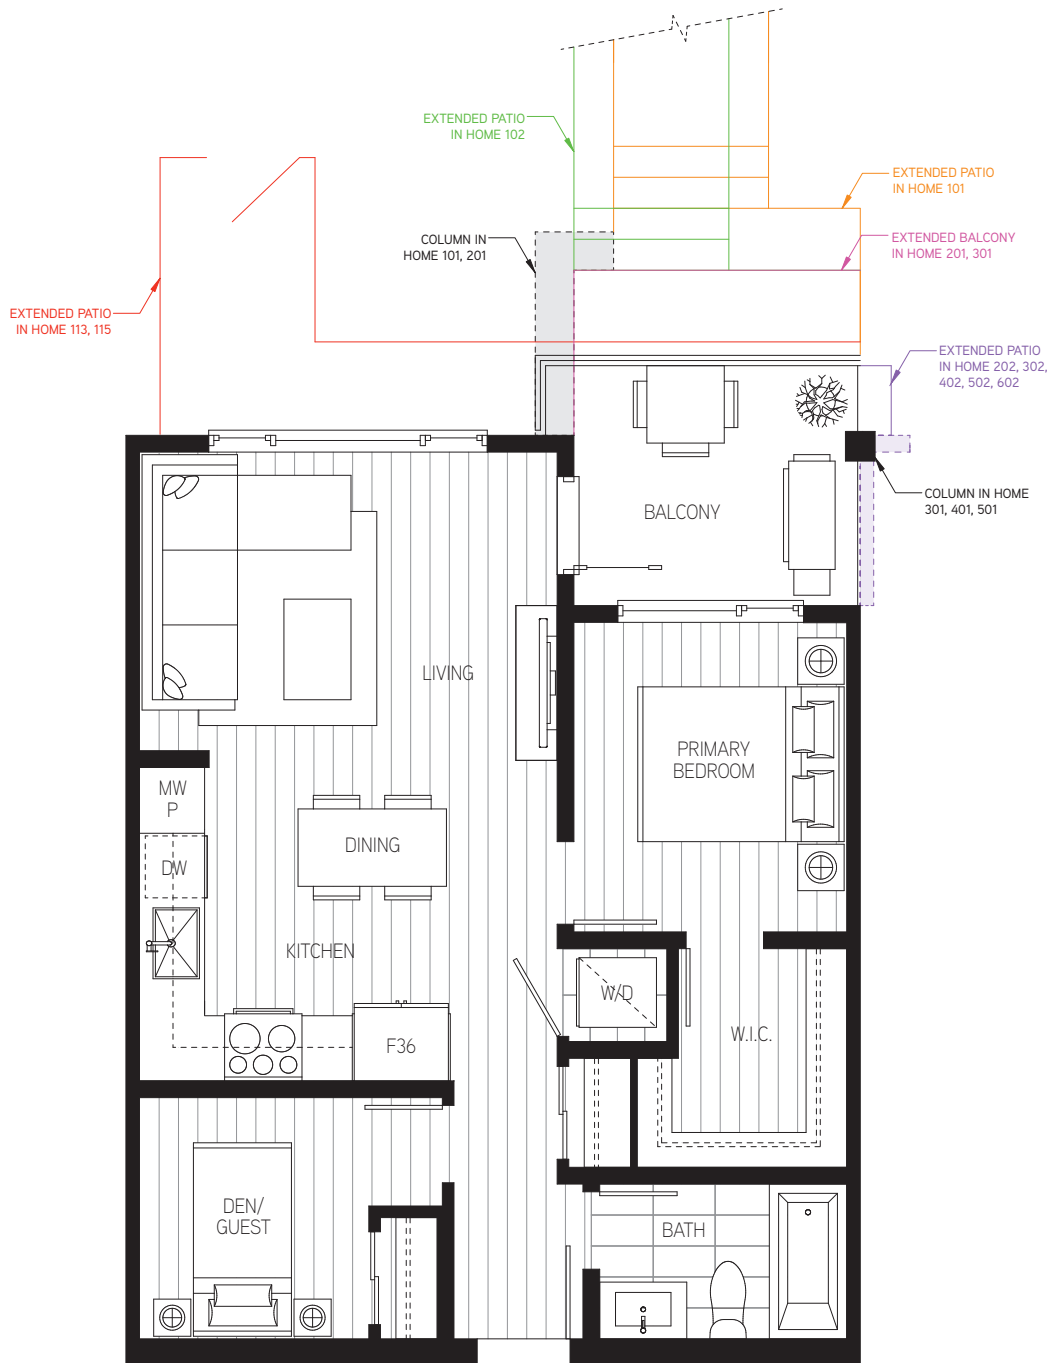 EXTENDED PATIO
IN HOME 102
EXTENDED PATIO
IN HOME 101
COLUMN IN
HOME 101, 201
EXTENDED BALCONY
IN HOME 201, 301
EXTENDED PATIO
IN HOME 113, 115
EXTENDED PATIO
IN HOME 202, 302,
402, 502, 602
COLUMN IN HOME
301, 401, 501
BALCONY
LIVING
PRIMARY
BEDROOM
MW
P
DINING
DW
KITCHEN
W/D
W.I.C.
F36
DEN/
GUEST
BATH